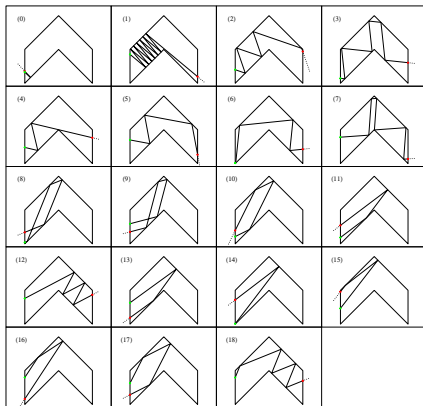 (0) (1) (2) (3)
(4) (5) (6) (7)
(8) (9) (10) (11)
(12) (13) (14) (15)
(16) (17) (18)